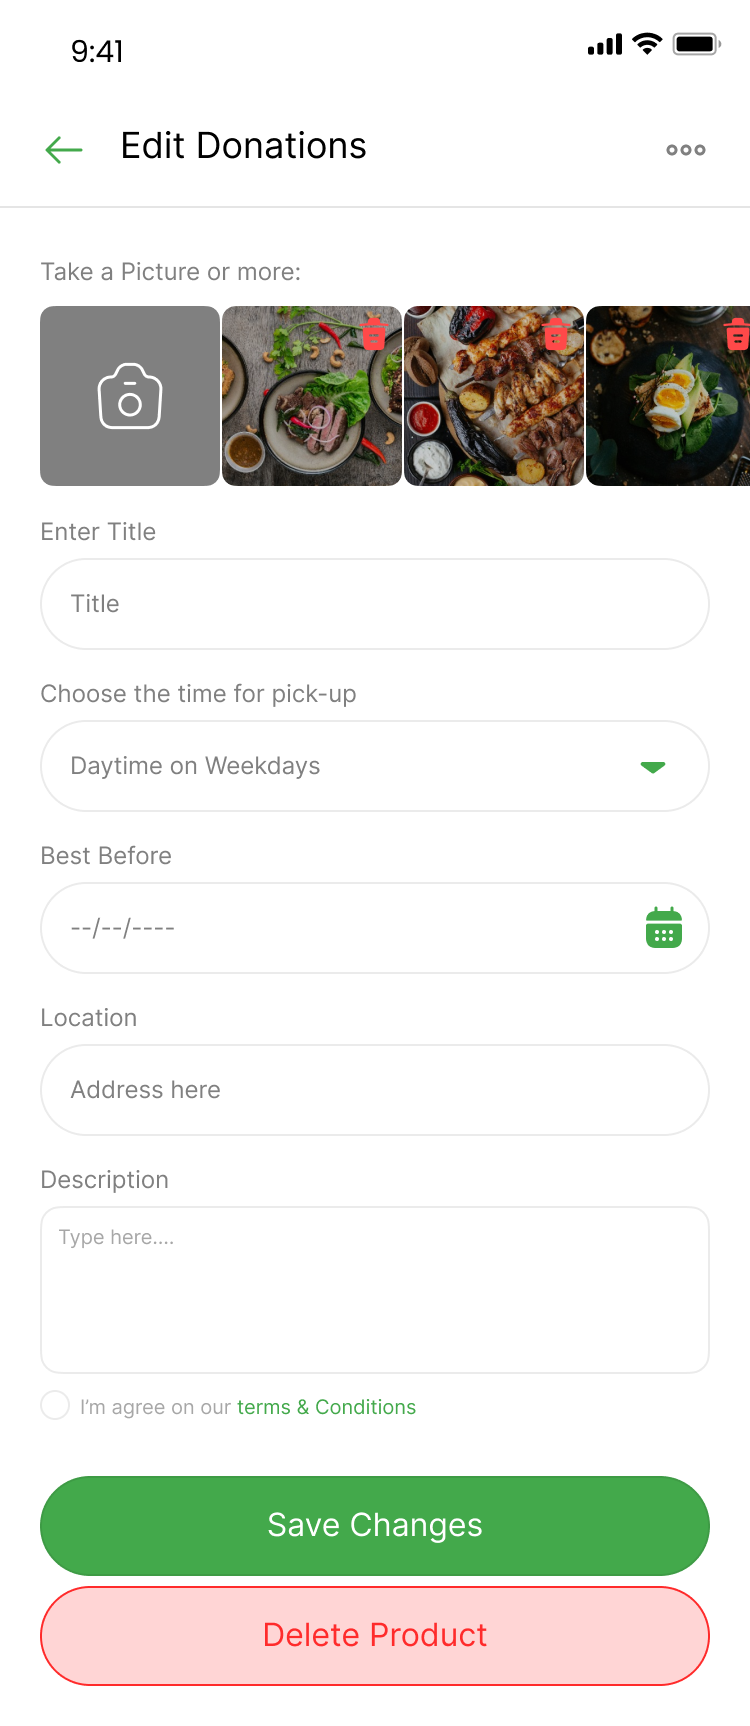 9:41
Edit Donations
Take a Picture or more:
Enter Title
Title
Choose the time for pick-up
Daytime on Weekdays
Best Before
--/--/----
Location
Address here
Description
Type here....
I'm agree on our terms & Conditions
Save Changes
Delete Product